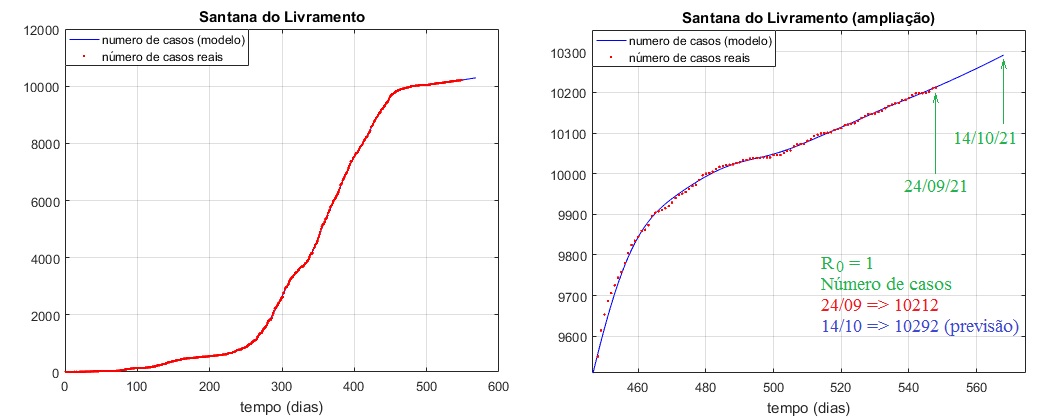 Santana do Livramento
numero de casos (modelo)
número de casos reais
12000
10000
8000
6000
4000
2000
0
0 100 200 300 400 500 600
tempo (dias)
Santana do Livramento (ampliação)
numero de casos (modelo)
número de casos reais
10300
10200
10100
10000
9900
9800
9700
9600
14/10/21
24/09/21
R0 = 1
Número de casos
24/09 => 10212
14/10 => 10292 (previsão)
460 480 500 520 540 560
tempo (dias)